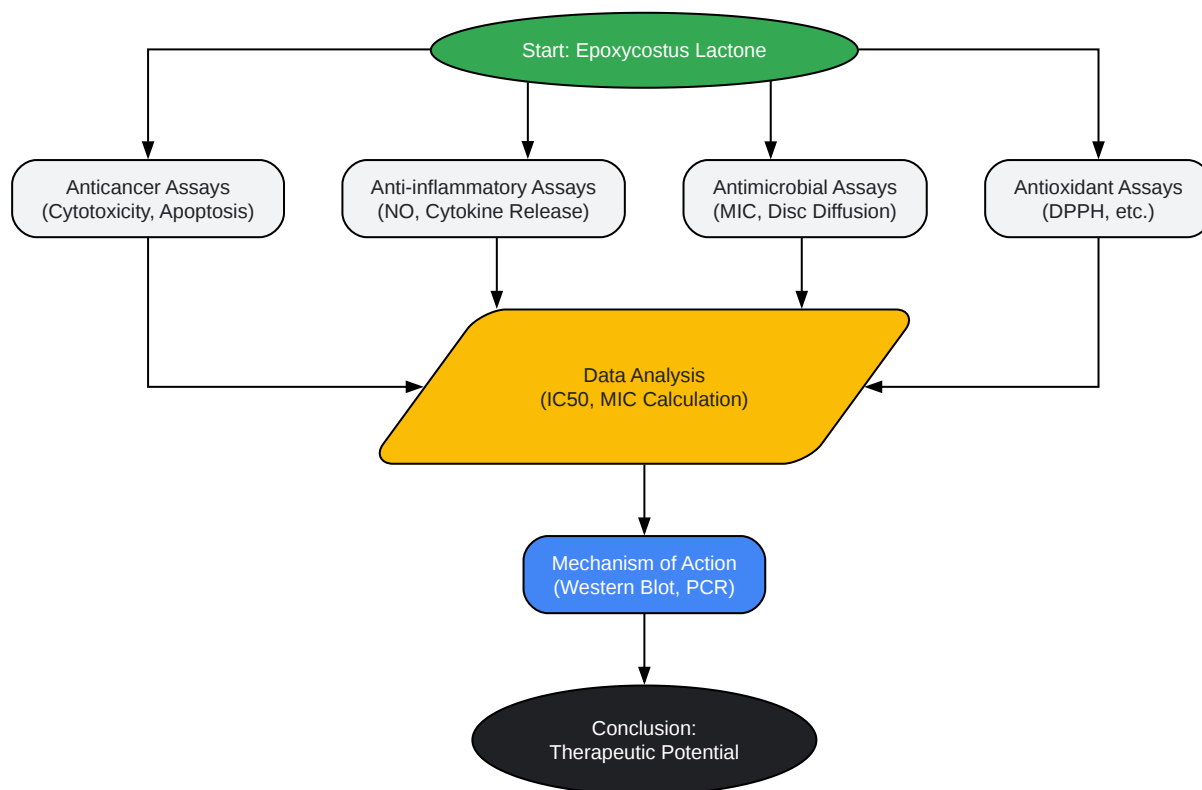 Start: Epoxycostus Lactone
Anticancer Assays
(Cytotoxicity, Apoptosis)
Anti-inflammatory Assays
(NO, Cytokine Release)
Antimicrobial Assays
(MIC, Disc Diffusion)
Antioxidant Assays
(DPPH, etc.)
Data Analysis
(IC50, MIC Calculation)
Mechanism of Action
(Western Blot, PCR)
Conclusion:
Therapeutic Potential